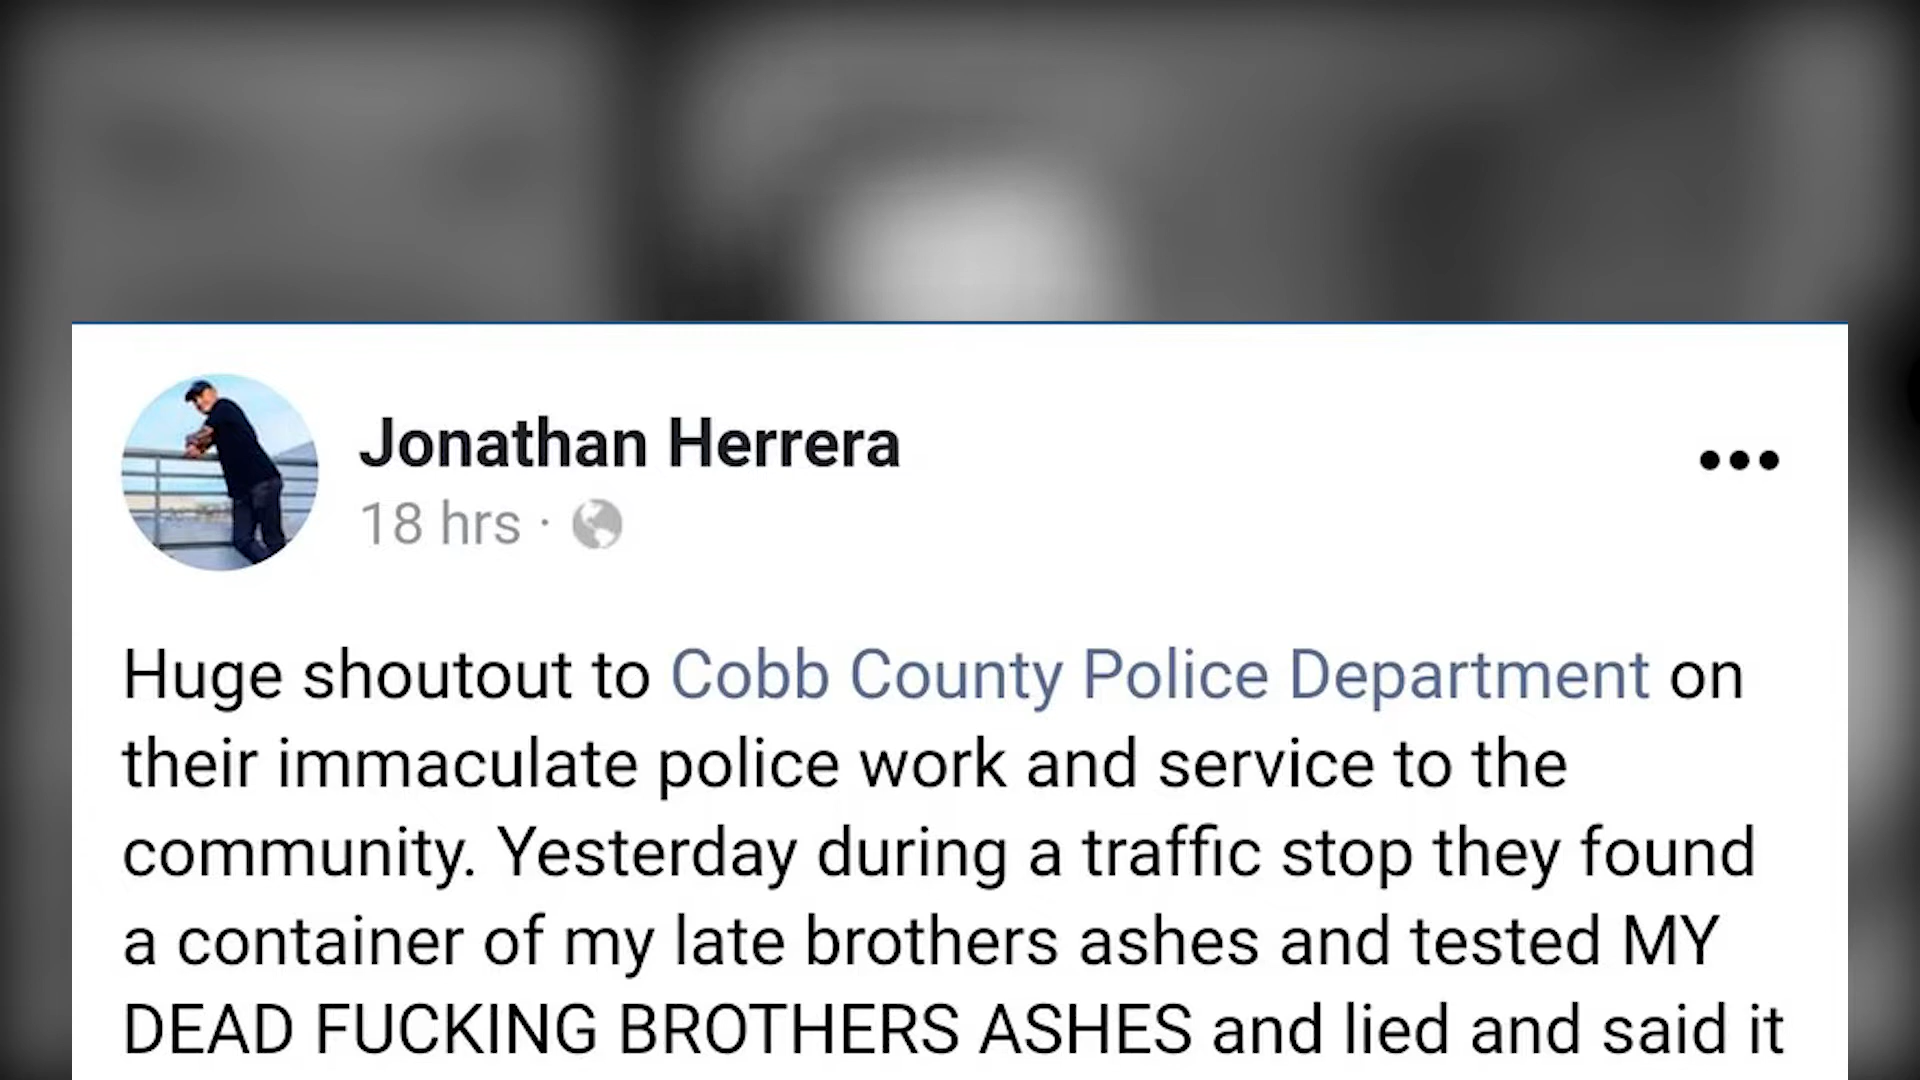 Jonathan Herrera
18 hrs ·
Huge shoutout to Cobb County Police Department on
their immaculate police work and service to the
community. Yesterday during a traffic stop they found
a container of my late brothers ashes and tested MY
DEAD FUCKING BROTHERS ASHES and lied and said it